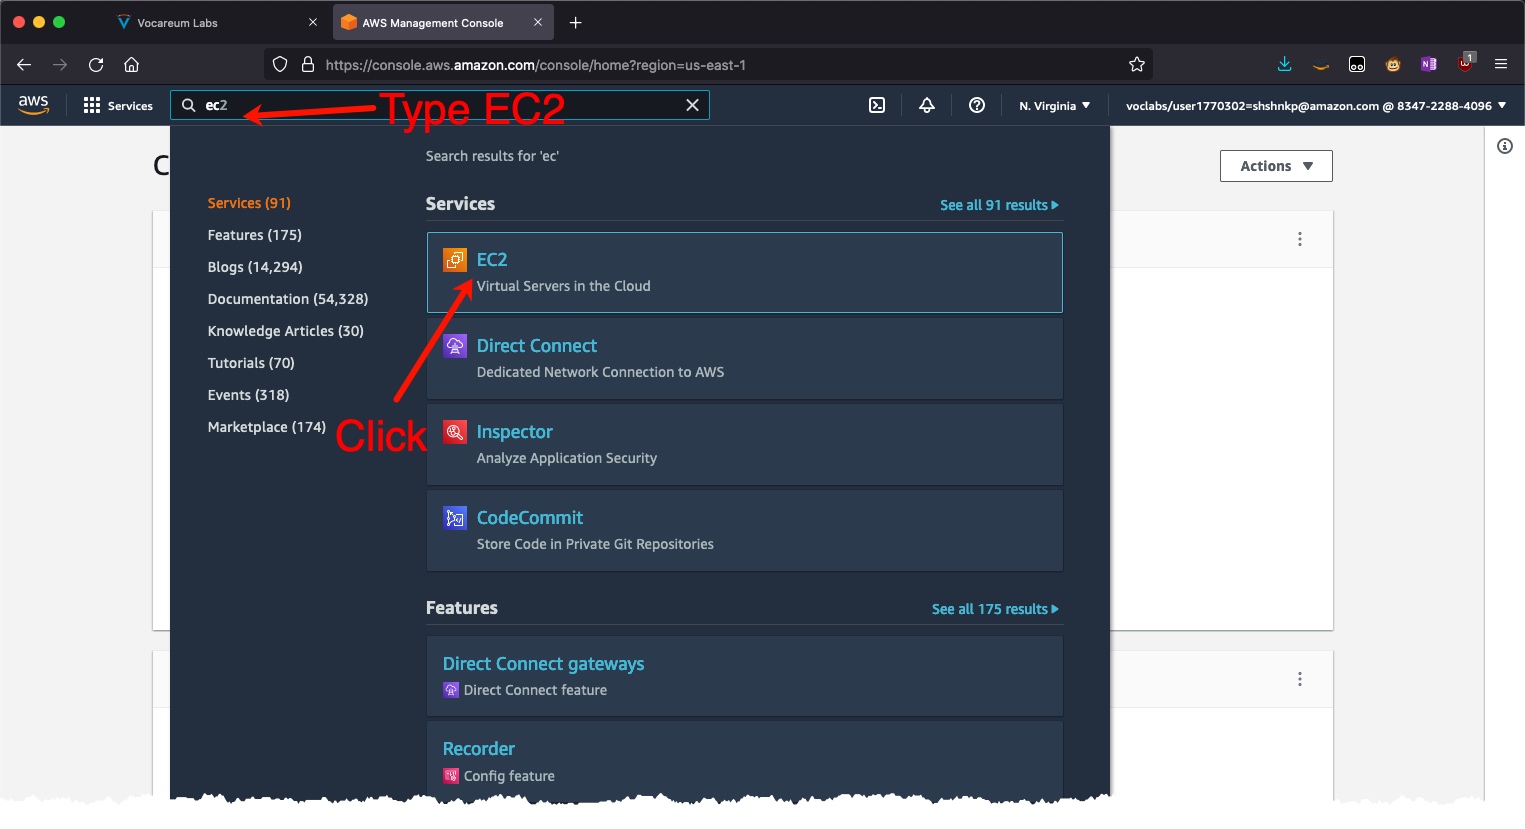 Vocareum Labs
AWS Management Console
https://console.aws.amazon.com/console/home?region=us-east-1
N
1
aws
Services
ec2
Type EC2
N. Virginia
voclabs/user1770302=shshnkp@amazon.com @ 8347-2288-4096
C
Search results for 'ec'
Actions
Services (91)
Features (175)
Blogs (14,294)
Documentation (54,328)
Knowledge Articles (30)
Tutorials (70)
Events (318)
Marketplace (174)
Click
Services
See all 91 results
EC2
Virtual Servers in the Cloud
Direct Connect
Dedicated Network Connection to AWS
Inspector
Analyze Application Security
CodeCommit
Store Code in Private Git Repositories
Features
See all 175 results
Direct Connect gateways
Direct Connect feature
Recorder
Config feature